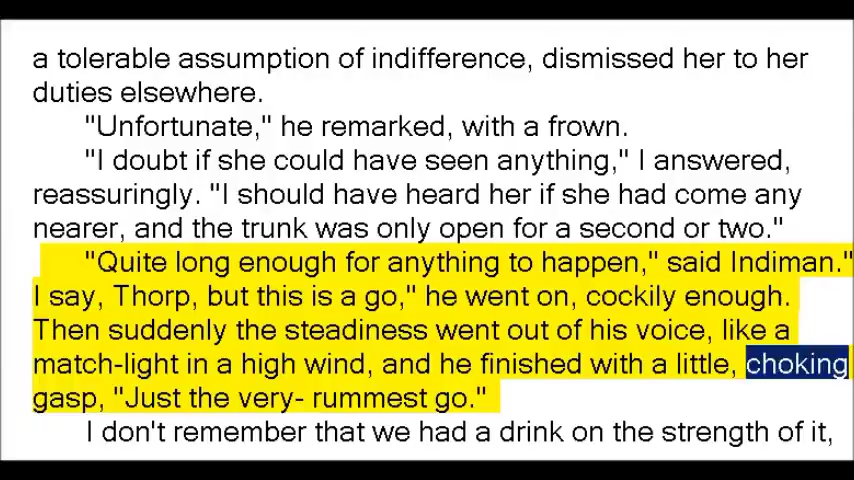 a tolerable assumption of indifference, dismissed her to her
duties elsewhere.
"Unfortunate," he remarked, with a frown.
"I doubt if she could have seen anything," I answered,
reassuringly. "I should have heard her if she had come any
nearer, and the trunk was only open for a second or two."
"Quite long enough for anything to happen," said Indiman."
I say, Thorp, but this is a go," he went on, cockily enough.
Then suddenly the steadiness went out of his voice, like a
match-light in a high wind, and he finished with a little, choking
gasp, "Just the very- rummest go."
I don't remember that we had a drink on the strength of it,